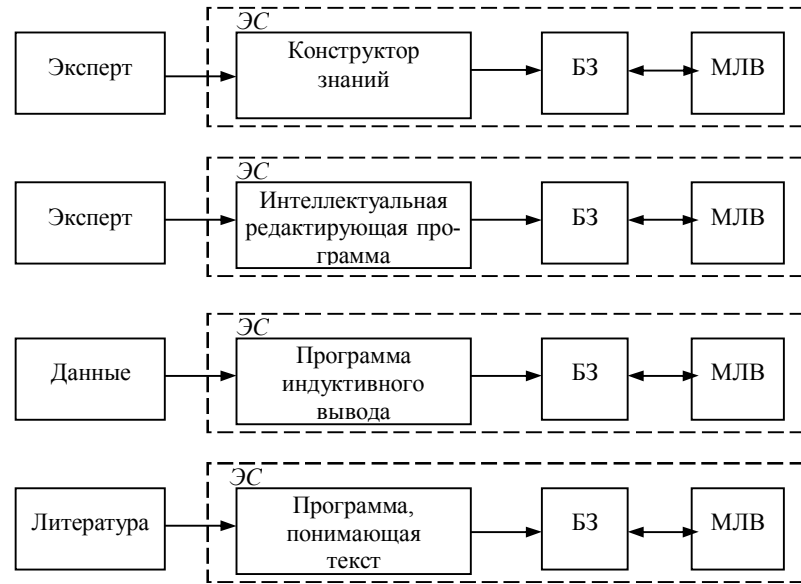 ЭС
Эксперт
Конструктор
знаний
БЗ
МЛВ
ЭС
Эксперт
Интеллектуальная
редактирующая про-
грамма
БЗ
МЛВ
ЭС
Данные
Программа
индуктивного
вывода
БЗ
МЛВ
ЭС
Литература
Программа,
понимающая
текст
БЗ
МЛВ